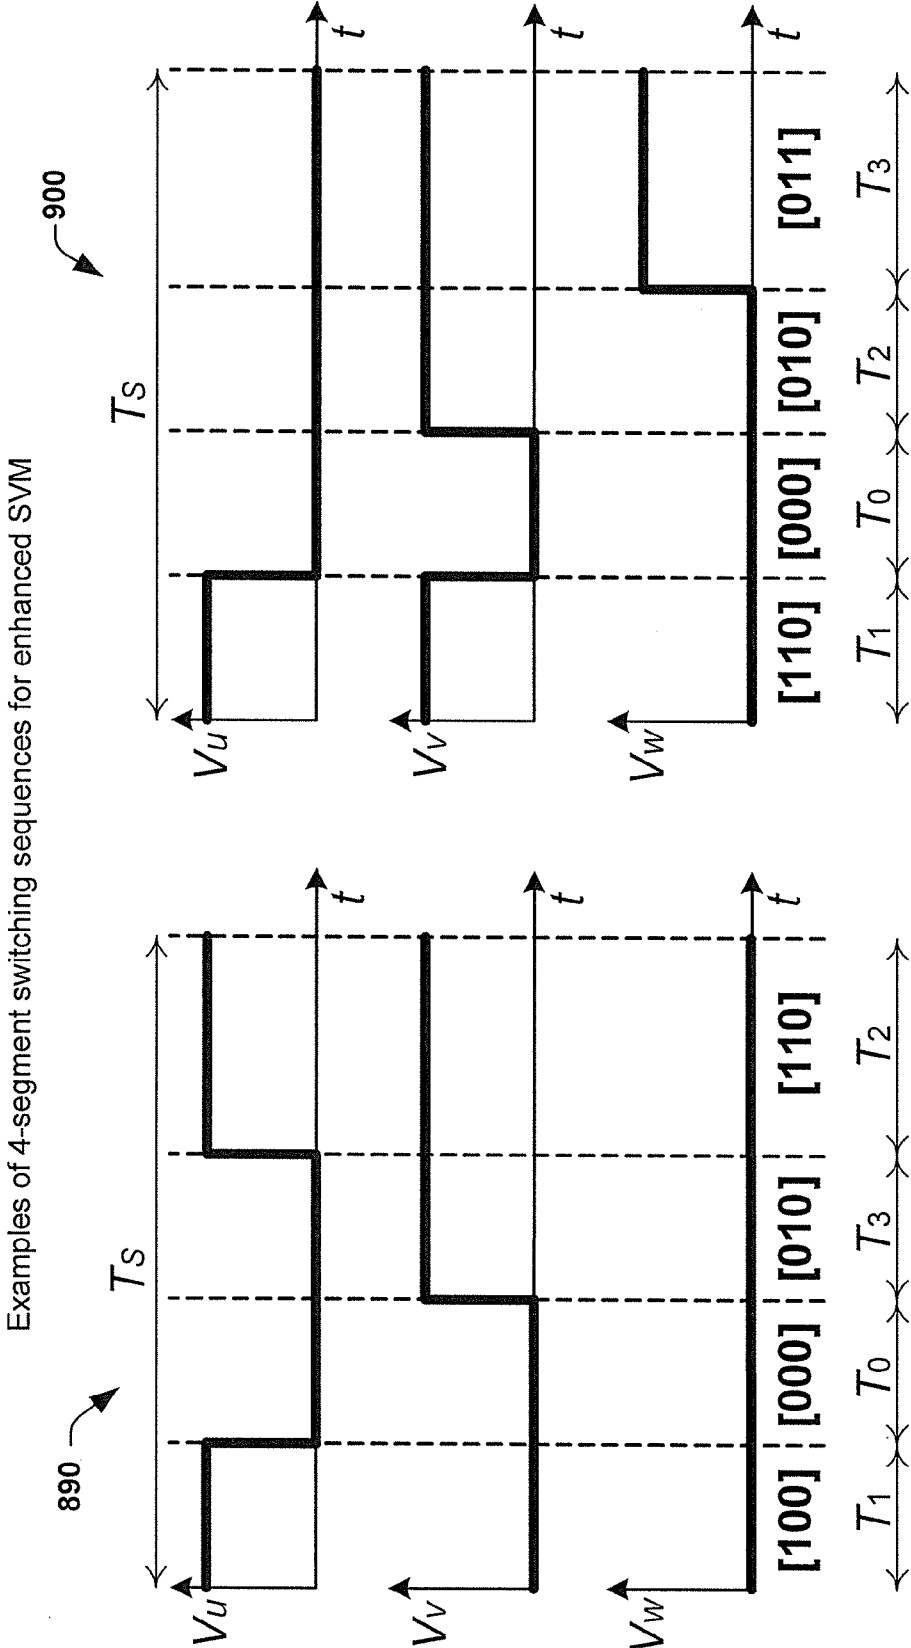 Examples of 4-segment switching sequences for enhanced SVM
890
TS
Vu
t
Vv
t
Vw
t
[100] [000] [010] [110]
T1 T0 T3 T2
900
TS
Vu
t
Vv
t
Vw
t
[110] [000] [010] [011]
T1 T0 T2 T3